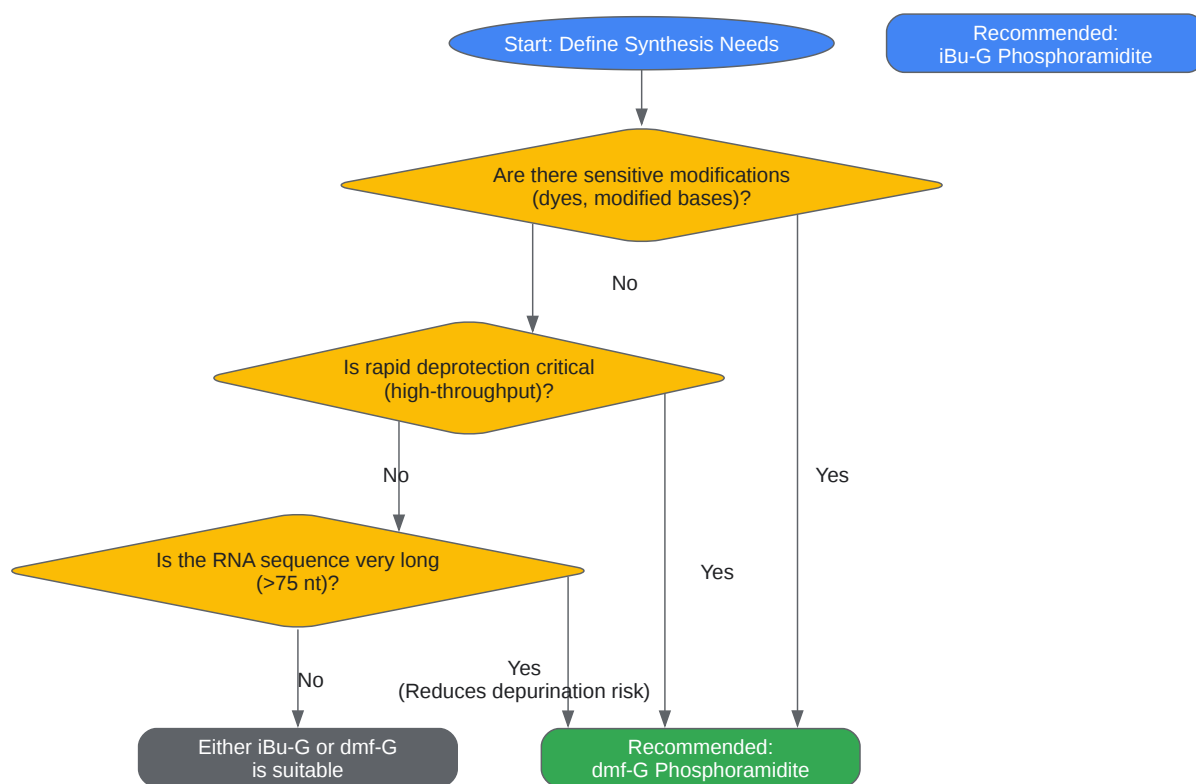 Start: Define Synthesis Needs
Recommended:
iBu-G Phosphoramidite
Are there sensitive modifications
(dyes, modified bases)?
No
Is rapid deprotection critical
(high-throughput)?
No
Yes
Is the RNA sequence very long
(>75 nt)?
Yes
No
Yes
(Reduces depurination risk)
Either iBu-G or dmf-G
is suitable
Recommended:
dmf-G Phosphoramidite